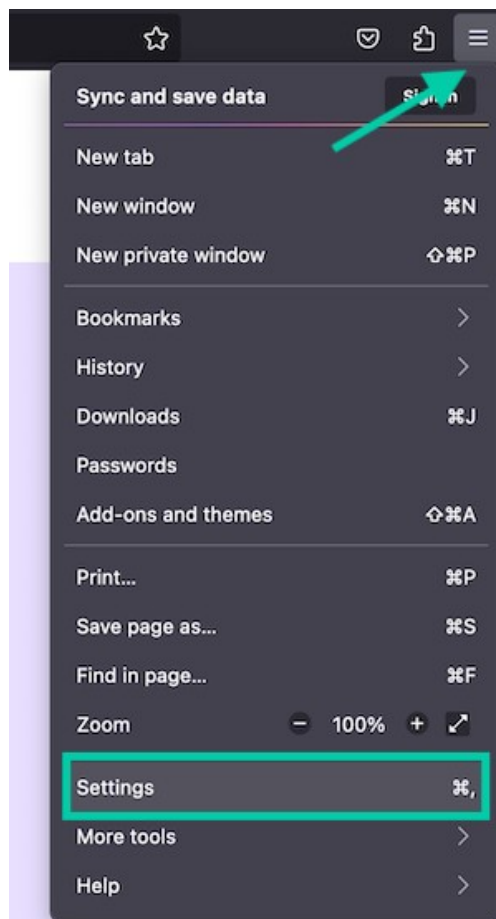 Sync and save data
New tab ⌘T
New window ⌘N
New private window ⇧⌘P
Bookmarks
History
Downloads ⌘J
Passwords
Add-ons and themes ⇧⌘A
Print... ⌘P
Save page as... ⌘S
Find in page... ⌘F
Zoom − 100% +
Settings ⌘,
More tools
Help